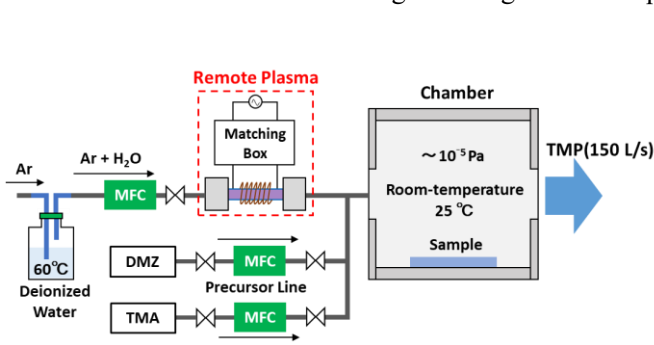 Remote Plasma
Chamber
Matching
Box
Ar
Ar + H₂O
MFC
~10⁻⁵ Pa
Room-temperature
25 ℃
Sample
TMP(150 L/s)
60℃
Deionized
Water
DMZ
MFC
Precursor Line
TMA
MFC